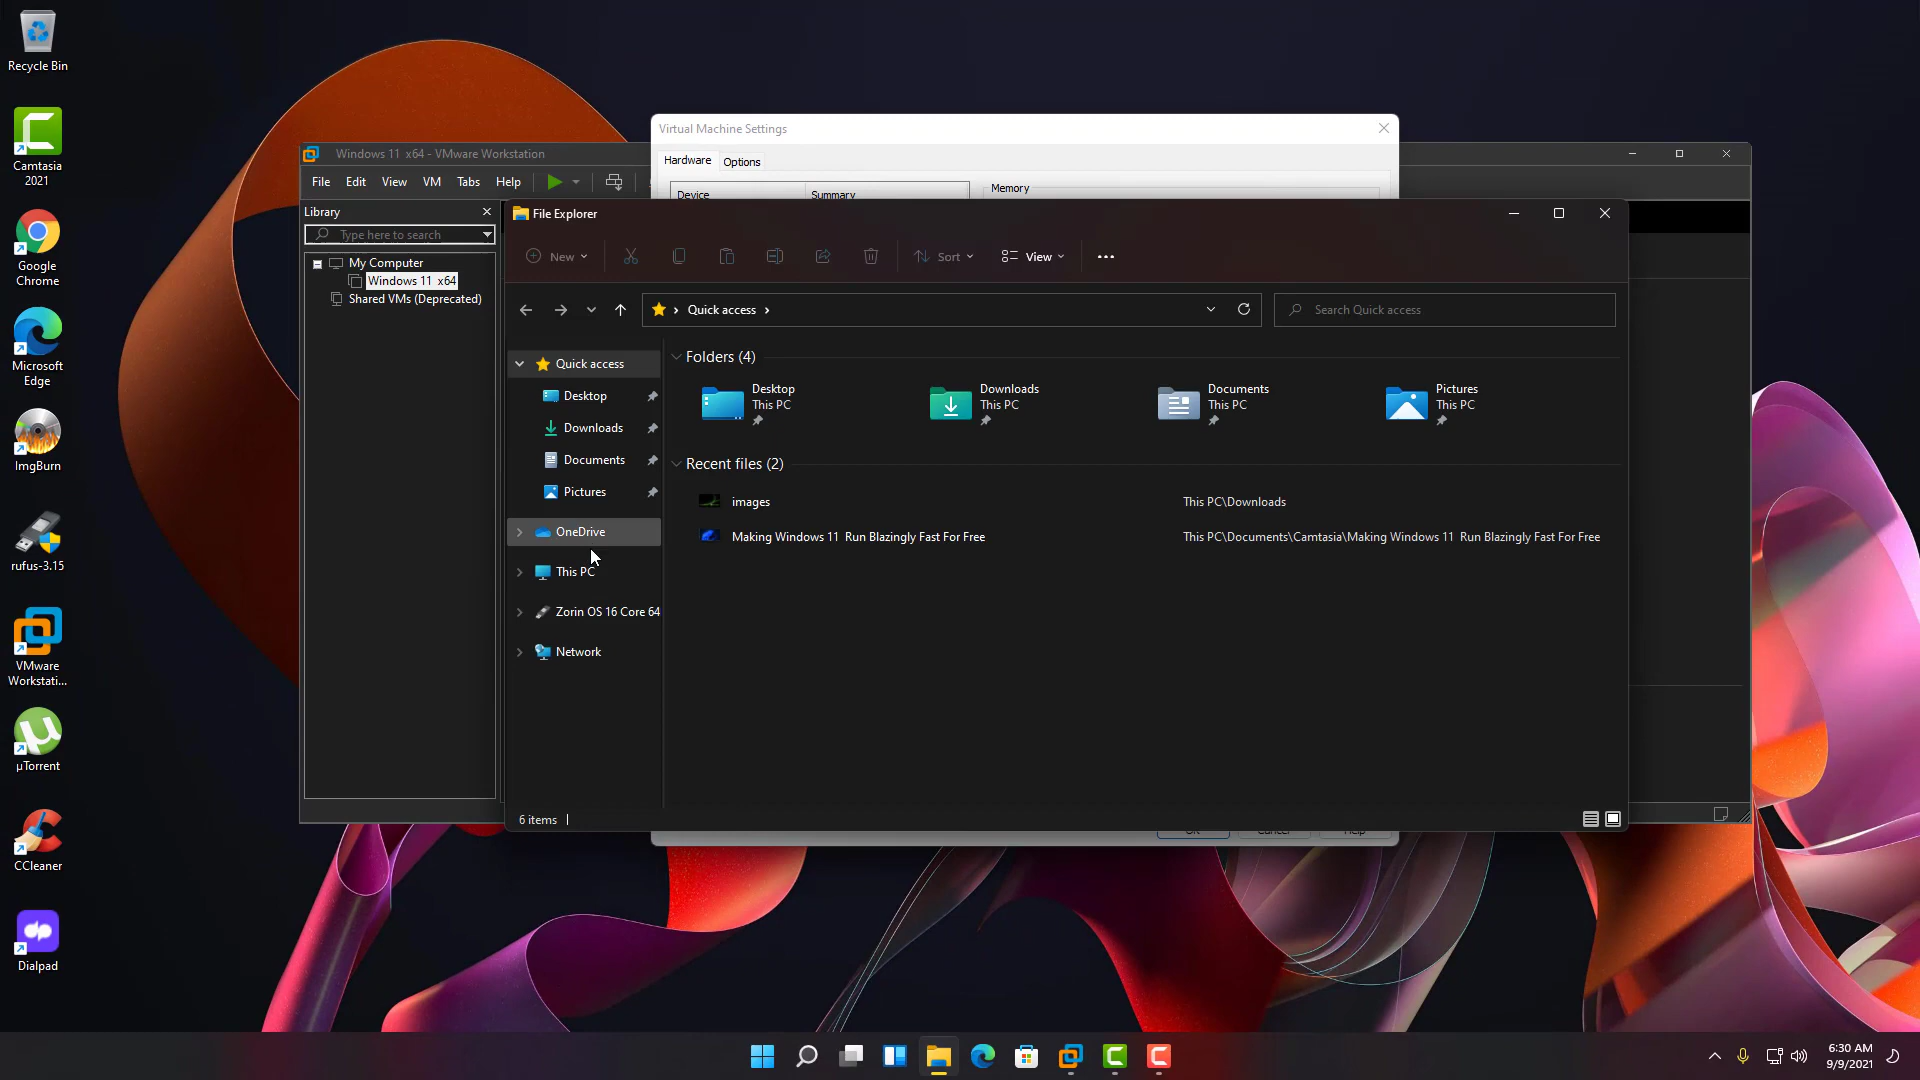 Recycle Bin
Camtasia
2021
Google
Chrome
Microsoft
Edge
ImgBurn
rufus-3.15
VMware
Workstati...
µTorrent
CCleaner
Dialpad
Windows 11 x64 - VMware Workstation
File Edit View VM Tabs Help
Library
Type here to search
My Computer
Windows 11 x64
Shared VMs (Deprecated)
Virtual Machine Settings
Hardware Options
Device Summary
Memory
File Explorer
New Sort View
Quick access
Search Quick access
Quick access
Desktop
Downloads
Documents
Pictures
OneDrive
This PC
Zorin OS 16 Core 64
Network
Folders (4)
Desktop
This PC
Downloads
This PC
Documents
This PC
Pictures
This PC
Recent files (2)
images This PC\Downloads
Making Windows 11 Run Blazingly Fast For Free This PC\Documents\Camtasia\Making Windows 11 Run Blazingly Fast For Free
6 items
OK Cancel Help
6:30 AM
9/9/2021